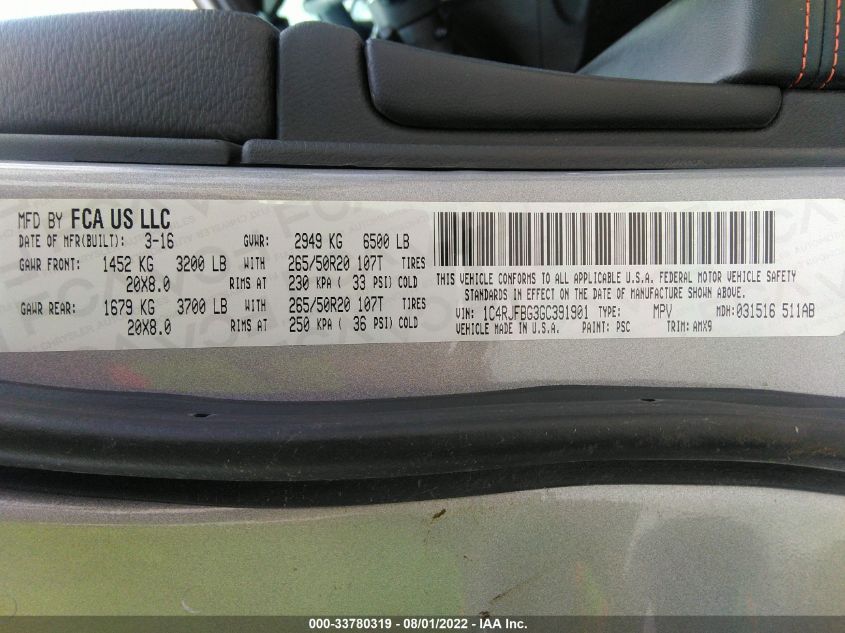 MFD BY FCA US LLC
DATE OF MFR(BUILT): 3-16 GVWR: 2949 KG 6500 LB
GAWR FRONT: 1452 KG 3200 LB WITH 265/50R20 107T TIRES
20X8.0 RIMS AT 230 KPA ( 33 PSI) COLD
GAWR REAR: 1679 KG 3700 LB WITH 265/50R20 107T TIRES
20X8.0 RIMS AT 250 KPA ( 36 PSI) COLD
THIS VEHICLE CONFORMS TO ALL APPLICABLE U.S.A. FEDERAL MOTOR VEHICLE SAFETY
STANDARDS IN EFFECT ON THE DATE OF MANUFACTURE SHOWN ABOVE.
VIN: 1C4RJFBG3GC391901 TYPE: MPV MDH: 031516 511AB
VEHICLE MADE IN U.S.A. PAINT: PSC TRIM: AMX9
000-33780319 - 08/01/2022 - IAAI.com